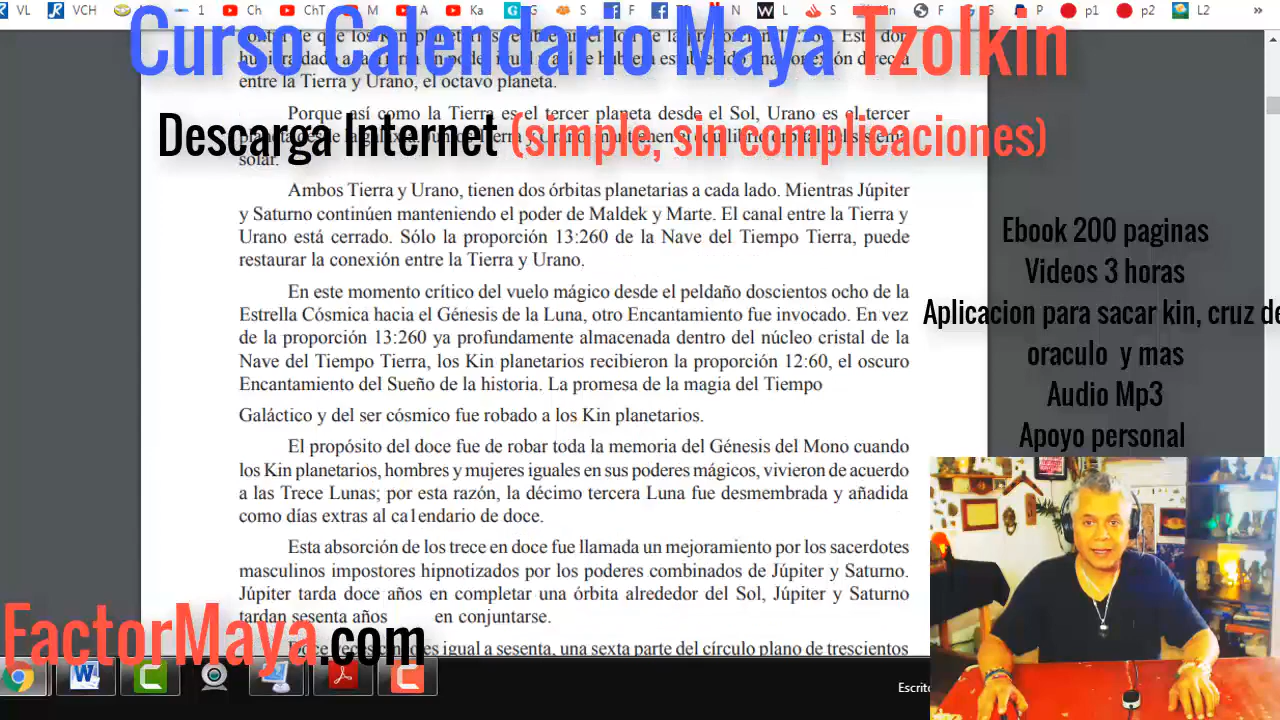 VL VCH 1 Ch ChT M A Ka G S F T N W L S F G S P p1 p2 L2 »
Curso Calendario Maya Tzolkin
entre la Tierra y Urano, el octavo planeta.
Porque así como la Tierra es el tercer planeta desde el Sol, Urano es el tercer
Descarga Internet (simple, sin complicaciones)
solar.
Ambos Tierra y Urano, tienen dos órbitas planetarias a cada lado. Mientras Júpiter
y Saturno continúen manteniendo el poder de Maldek y Marte. El canal entre la Tierra y
Urano está cerrado. Sólo la proporción 13:260 de la Nave del Tiempo Tierra, puede
restaurar la conexión entre la Tierra y Urano.
En este momento crítico del vuelo mágico desde el peldaño doscientos ocho de la
Estrella Cósmica hacia el Génesis de la Luna, otro Encantamiento fue invocado. En vez
de la proporción 13:260 ya profundamente almacenada dentro del núcleo cristal de la
Nave del Tiempo Tierra, los Kin planetarios recibieron la proporción 12:60, el oscuro
Encantamiento del Sueño de la historia. La promesa de la magia del Tiempo
Galáctico y del ser cósmico fue robado a los Kin planetarios.
El propósito del doce fue de robar toda la memoria del Génesis del Mono cuando
los Kin planetarios, hombres y mujeres iguales en sus poderes mágicos, vivieron de acuerdo
a las Trece Lunas; por esta razón, la décimo tercera Luna fue desmembrada y añadida
como días extras al calendario de doce.
Esta absorción de los trece en doce fue llamada un mejoramiento por los sacerdotes
masculinos impostores hipnotizados por los poderes combinados de Júpiter y Saturno.
Júpiter tarda doce años en completar una órbita alrededor del Sol, Júpiter y Saturno
tardan sesenta años en conjuntarse.
Doce veces cinco es igual a sesenta, una sexta parte del círculo plano de trescientos
Ebook 200 paginas
Videos 3 horas
Aplicacion para sacar kin, cruz de
oraculo y mas
Audio Mp3
Apoyo personal
FactorMaya.com
Escrito